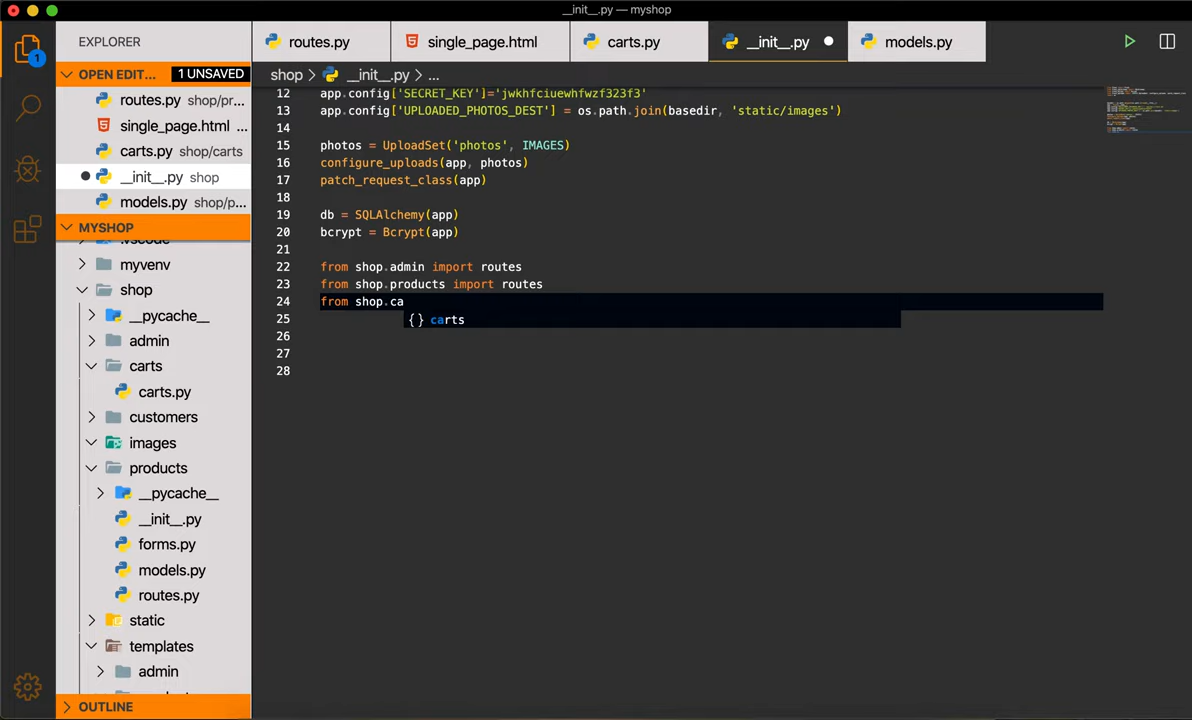 __init__.py — myshop
EXPLORER
routes.py
single_page.html
carts.py
__init__.py
models.py
OPEN EDIT...
1 UNSAVED
shop > __init__.py > ...
routes.py shop/pr...
single_page.html ...
carts.py shop/carts
__init__.py shop
models.py shop/p...
MYSHOP
.vscode
myvenv
shop
__pycache__
admin
carts
carts.py
customers
images
products
__pycache__
__init__.py
forms.py
models.py
routes.py
static
templates
admin
OUTLINE
1
12 app.config['SECRET_KEY']='jwkhfciuewhfwzf323f3'
13 app.config['UPLOADED_PHOTOS_DEST'] = os.path.join(basedir, 'static/images')
14
15 photos = UploadSet('photos', IMAGES)
16 configure_uploads(app, photos)
17 patch_request_class(app)
18
19 db = SQLAlchemy(app)
20 bcrypt = Bcrypt(app)
21
22 from shop.admin import routes
23 from shop.products import routes
24 from shop.ca
25 {} carts
26
27
28